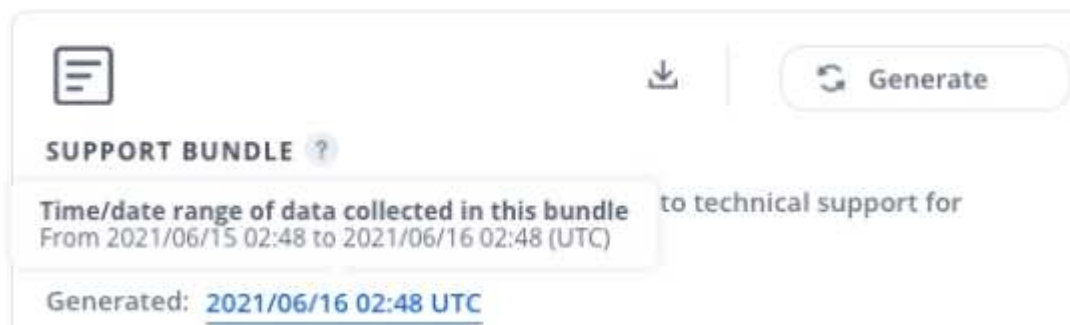 Generate
SUPPORT BUNDLE ?
Time/date range of data collected in this bundle
From 2021/06/15 02:48 to 2021/06/16 02:48 (UTC)
to technical support for
Generated: 2021/06/16 02:48 UTC